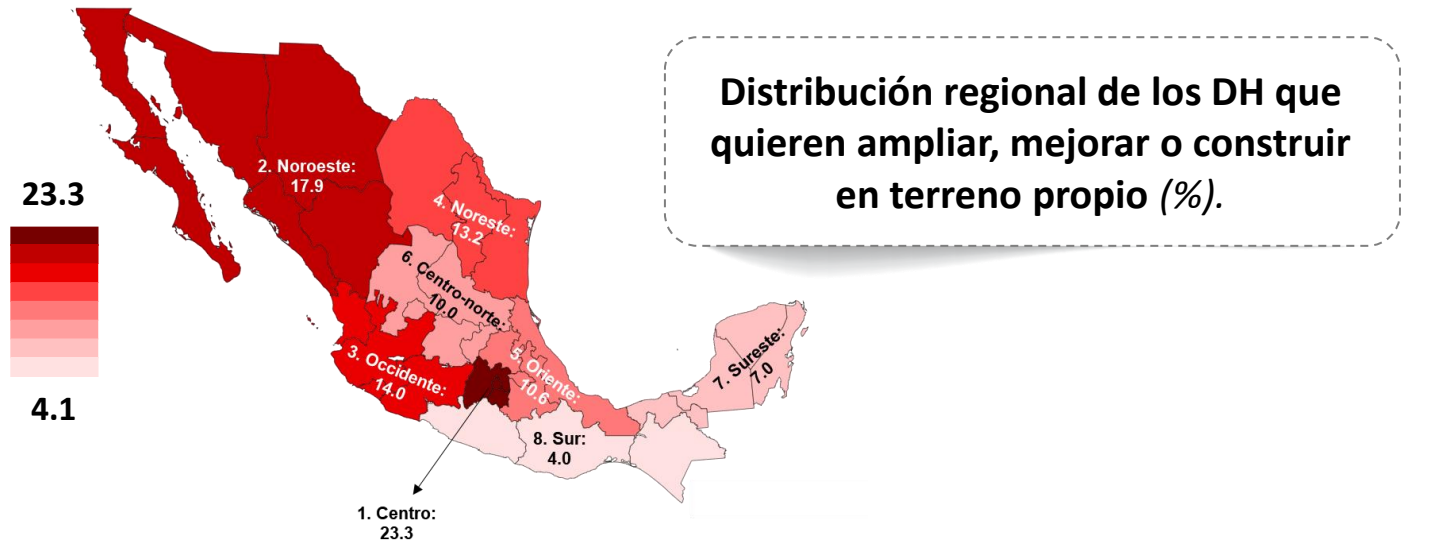 Distribución regional de los DH que
quieren ampliar, mejorar o construir
en terreno propio (%).
23.3
4.1
2. Noroeste:
17.9
4. Noreste:
13.2
6. Centro-norte:
10.0
3. Occidente:
14.0
5. Oriente:
10.6
7. Sureste:
7.0
8. Sur:
4.0
1. Centro:
23.3